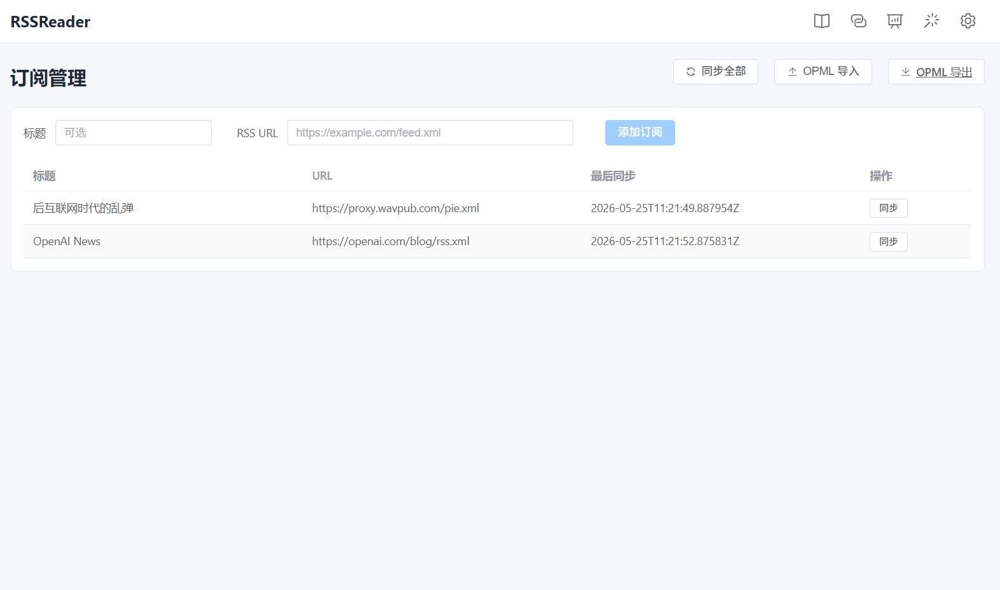 RSSReader
订阅管理
同步全部
OPML 导入
OPML 导出
标题
可选
RSS URL
https://example.com/feed.xml
添加订阅
标题 URL 最后同步 操作
后互联网时代的乱弹 https://proxy.wavpub.com/pie.xml 2026-05-25T11:21:49.887954Z 同步
OpenAI News https://openai.com/blog/rss.xml 2026-05-25T11:21:52.875831Z 同步